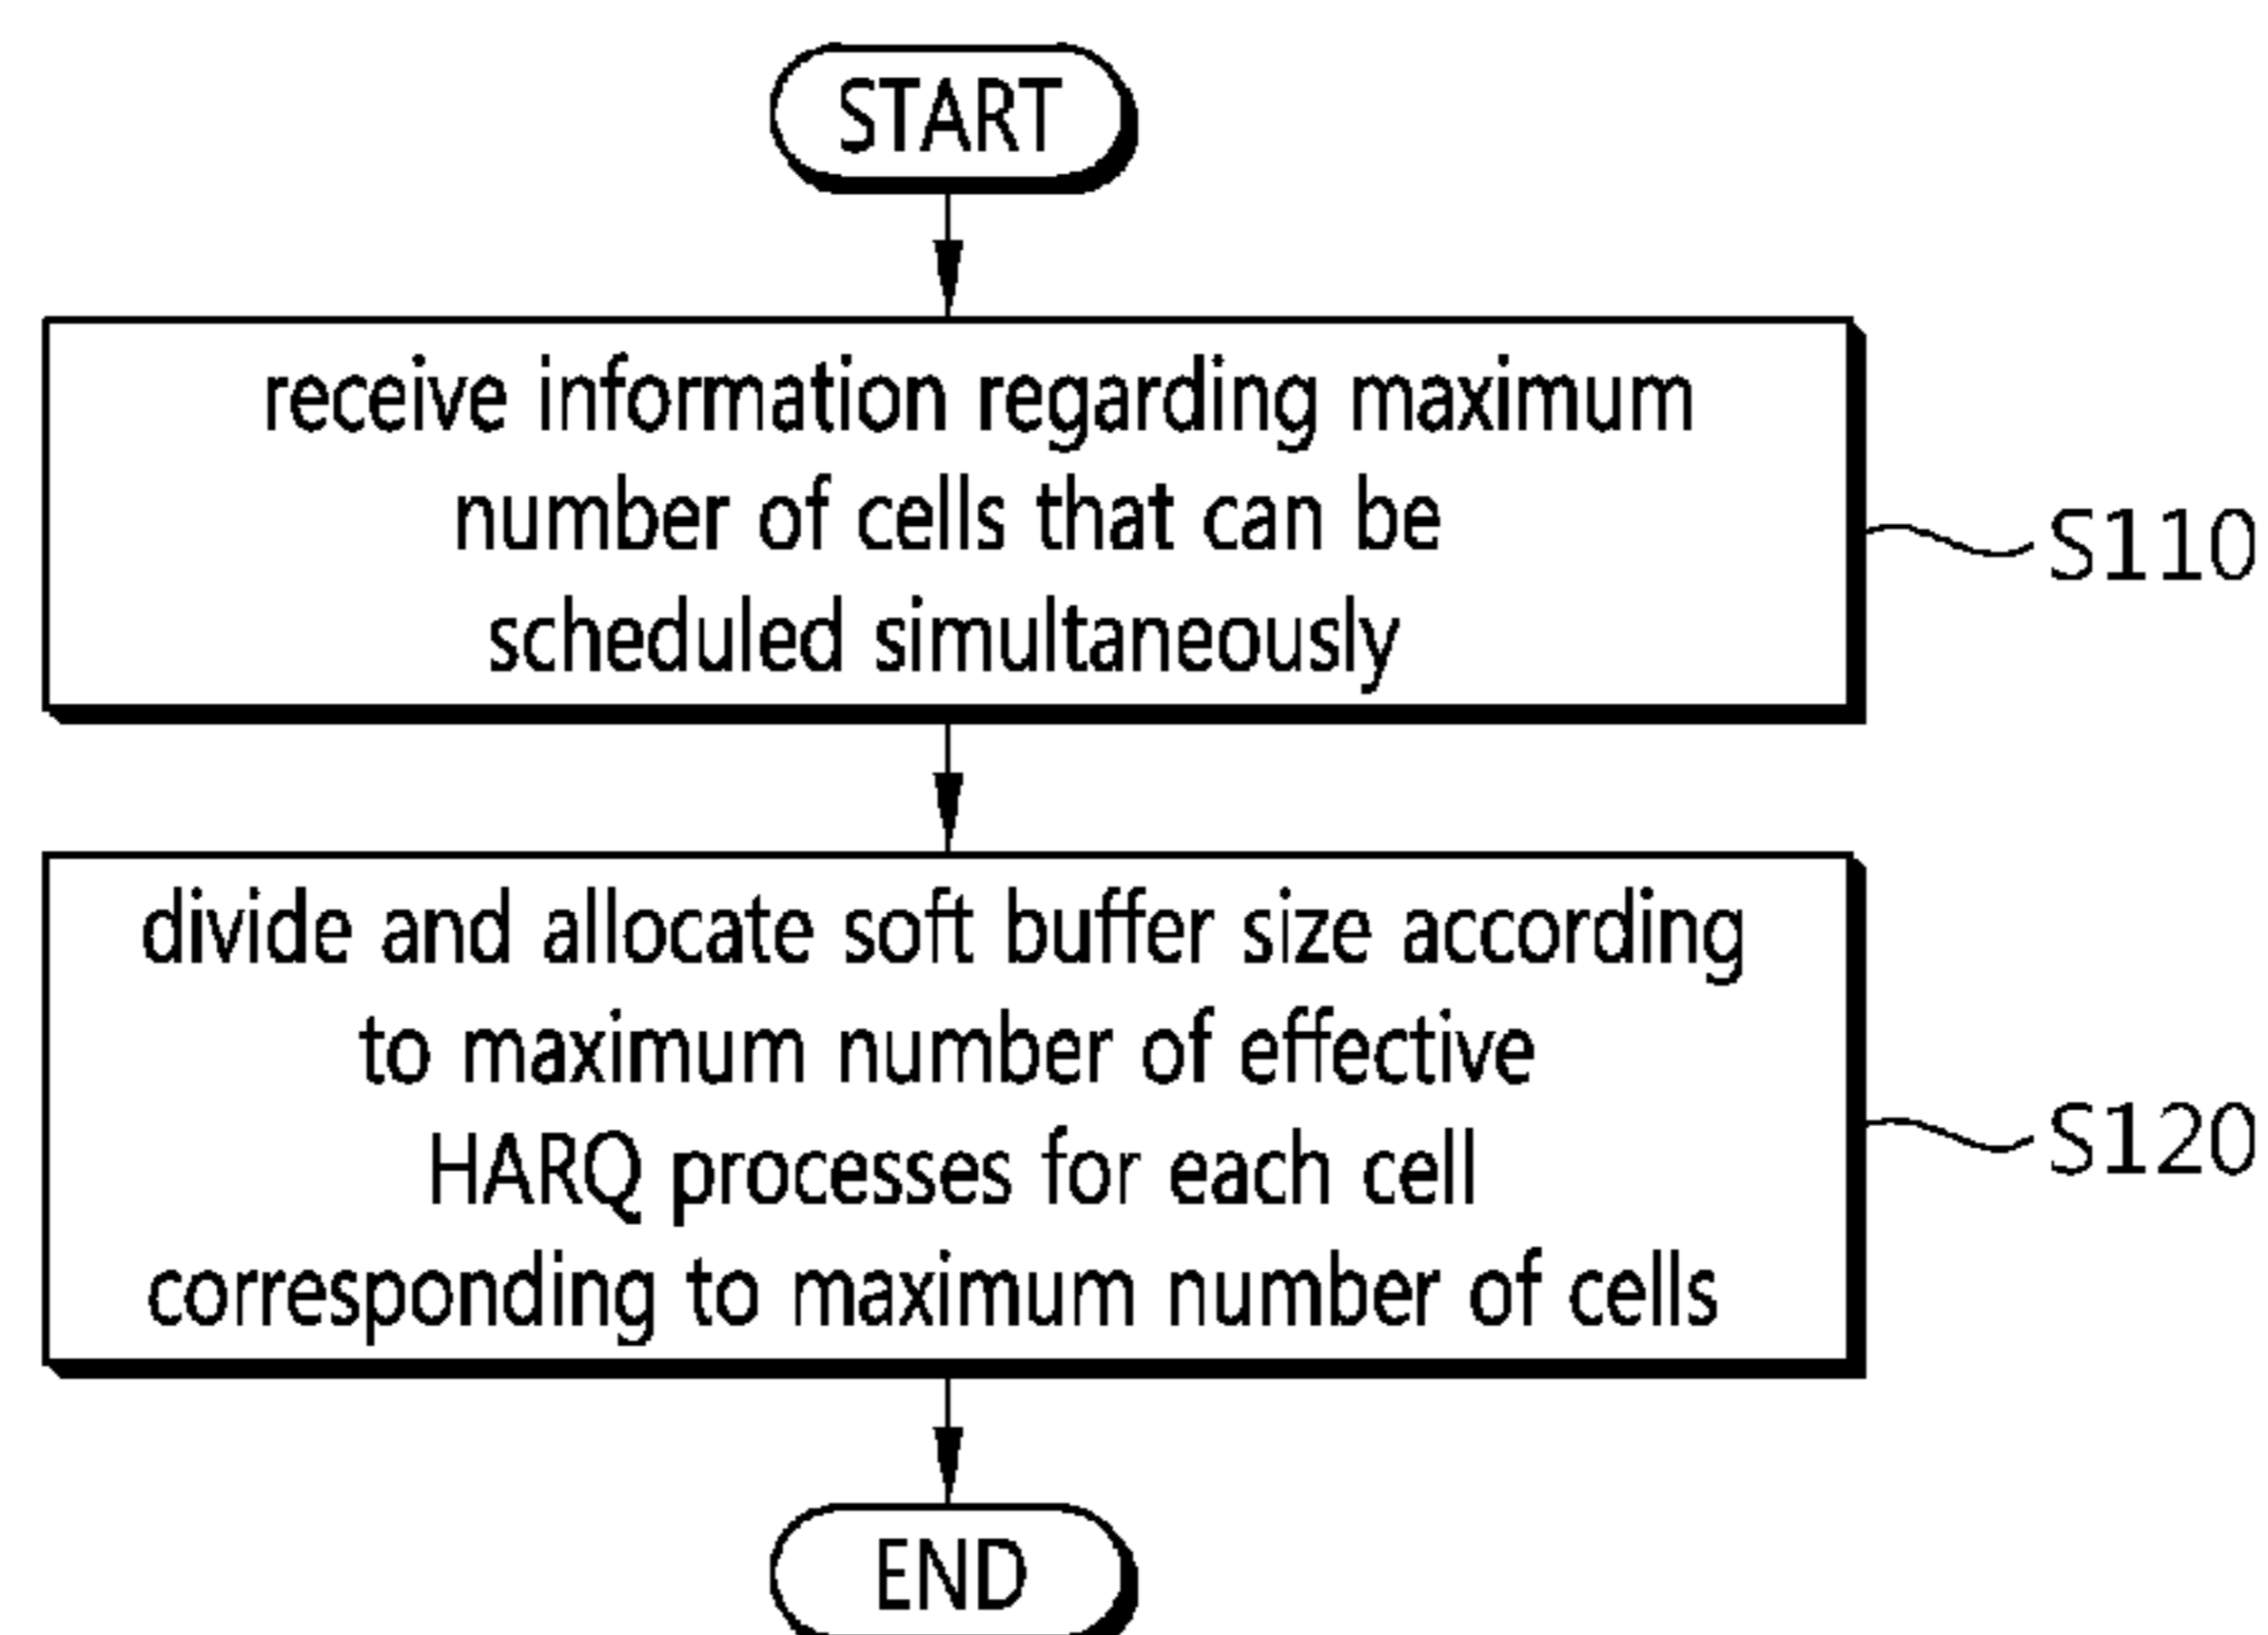 START
receive information regarding maximum
number of cells that can be
scheduled simultaneously
S110
divide and allocate soft buffer size according
to maximum number of effective
HARQ processes for each cell
corresponding to maximum number of cells
S120
END